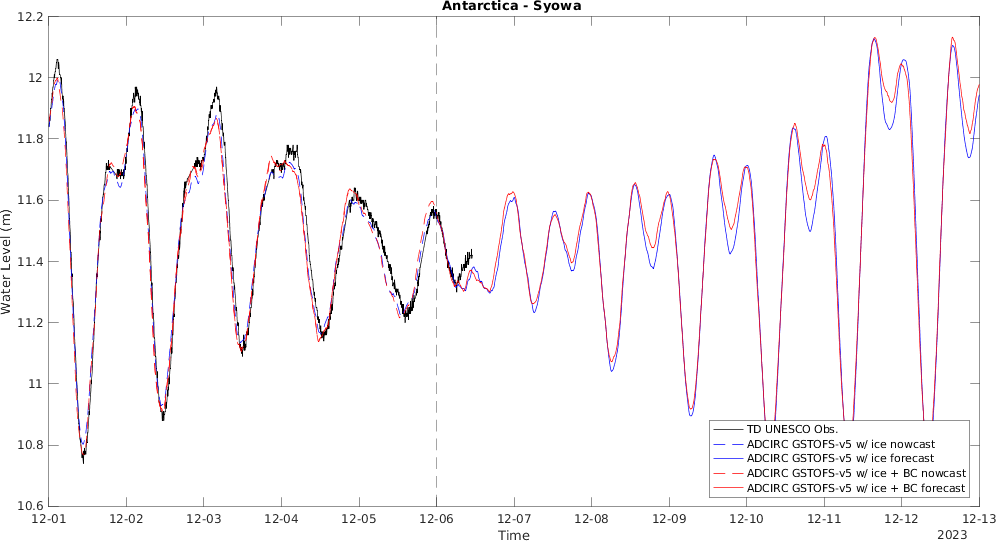 Antarctica - Syowa
Water Level (m)
12.2
12
11.8
11.6
11.4
11.2
11
10.8
10.6
12-01
12-02
12-03
12-04
12-05
12-06
12-07
12-08
12-09
12-10
12-11
12-12
12-13
Time
2023
TD UNESCO Obs.
ADCIRC GSTOFS-v5 w/ ice nowcast
ADCIRC GSTOFS-v5 w/ ice forecast
ADCIRC GSTOFS-v5 w/ ice + BC nowcast
ADCIRC GSTOFS-v5 w/ ice + BC forecast